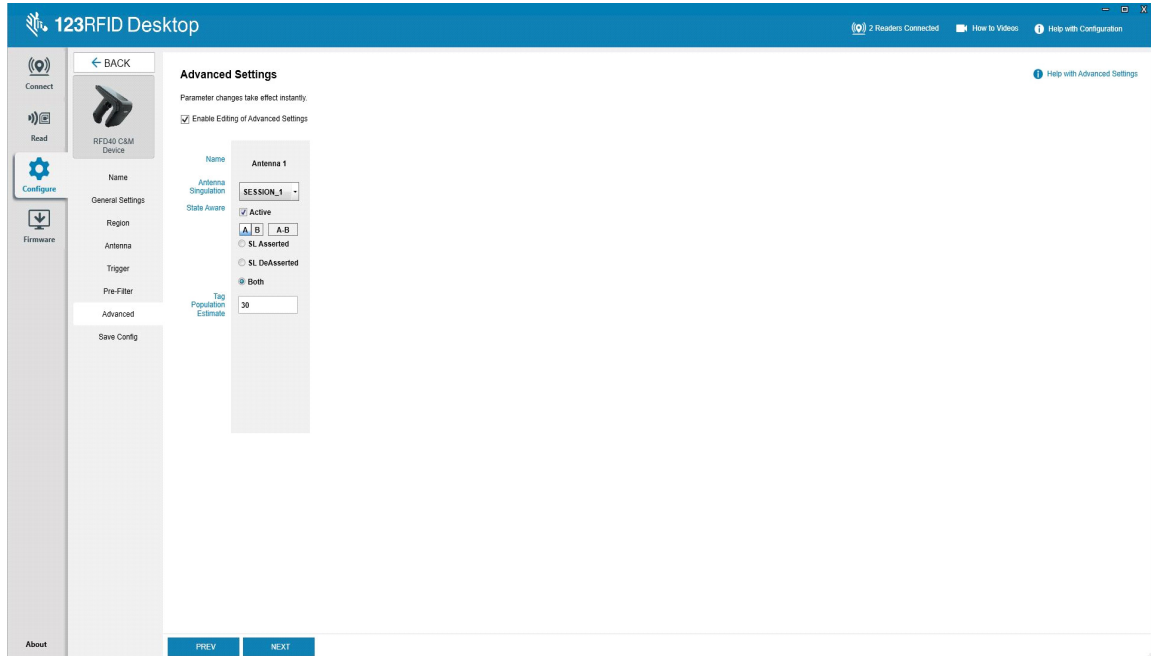 123RFID Desktop
2 Readers Connected
How to Videos
Help with Configuration
Connect
Read
Configure
Firmware
About
BACK
RFD40 C&M
Device
Name
General Settings
Region
Antenna
Trigger
Pre-Filter
Advanced
Save Config
Advanced Settings
Help with Advanced Settings
Parameter changes take effect instantly.
Enable Editing of Advanced Settings
Name
Antenna 1
Antenna
Singulation
SESSION_1
State Aware
Active
A B A-B
SL Asserted
SL DeAsserted
Both
Tag
Population
Estimate
30
PREV
NEXT